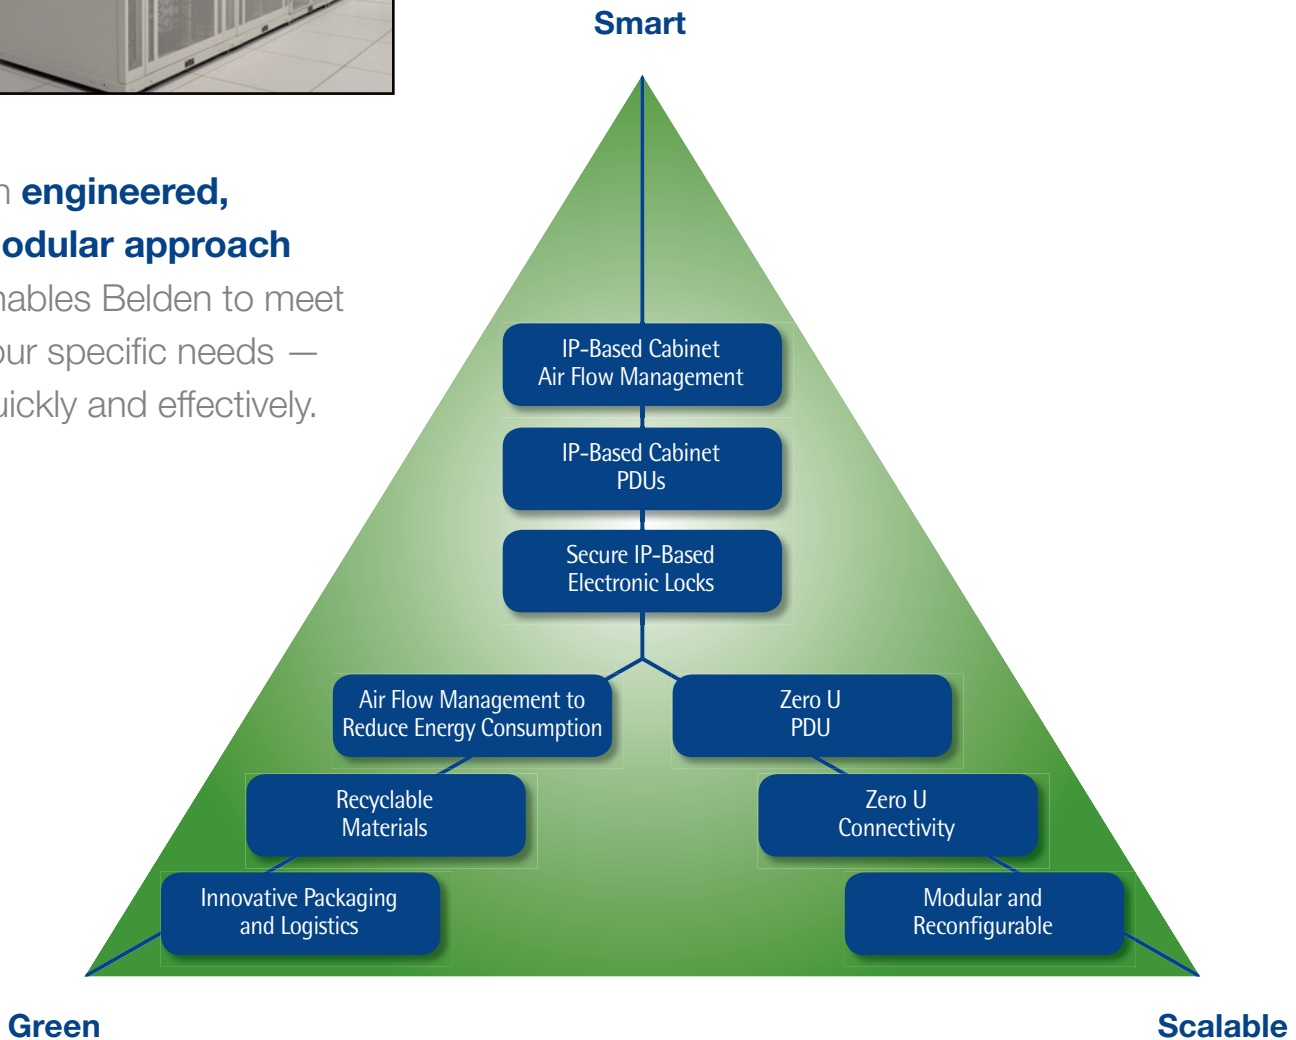 Smart
engineered,
odular approach
ables Belden to meet
ur specific needs —
uickly and effectively.
IP-Based Cabinet
Air Flow Management
IP-Based Cabinet
PDUs
Secure IP-Based
Electronic Locks
Air Flow Management to
Reduce Energy Consumption
Zero U
PDU
Recyclable
Materials
Zero U
Connectivity
Innovative Packaging
and Logistics
Modular and
Reconfigurable
Green
Scalable